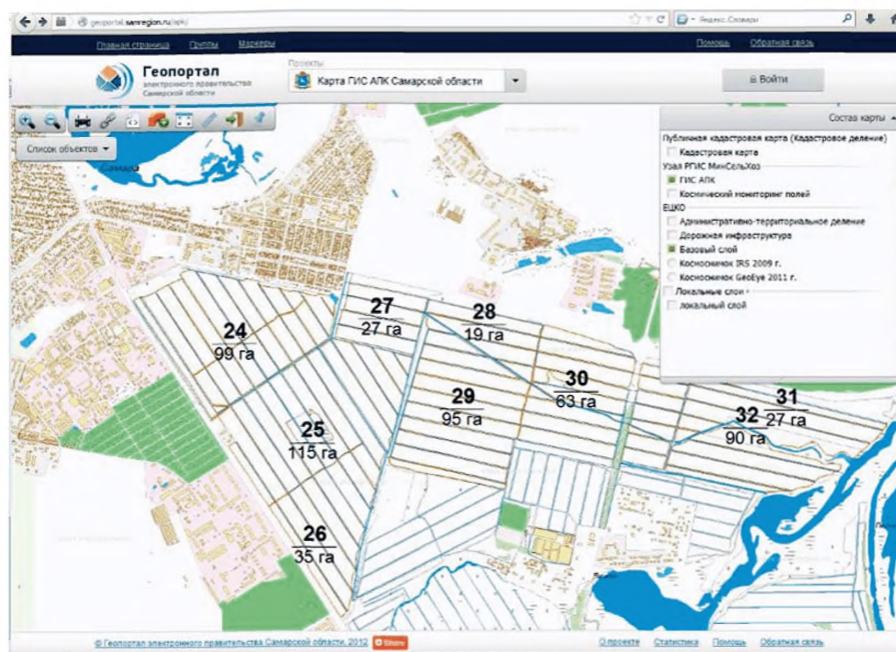 geoportal.samregion.ru/apk/
Яндекс.Словари
Главная страница Группы Маркеры Помощь Обратная связь
Геопортал
электронного правительства
Самарской области
Проекты
Карта ГИС АПК Самарской области
Войти
Список объектов
Самара
Состав карты
Публичная кадастровая карта (Кадастровое деление)
Кадастровая карта
Узел РГИС МинСельХоз
ГИС АПК
Космический мониторинг полей
ЕЦКО
Административно-территориальное деление
Дорожная инфраструктура
Базовый слой
Космоснимок IRS 2009 г.
Космоснимок GeoEye 2011 г.
Локальные слои
локальный слой
24
99 га
27
27 га
28
19 га
25
115 га
29
95 га
30
63 га
31
27 га
32
90 га
26
35 га
© Геопортал электронного правительства Самарской области, 2012 Share
О проекте Статистика Помощь Обратная связь